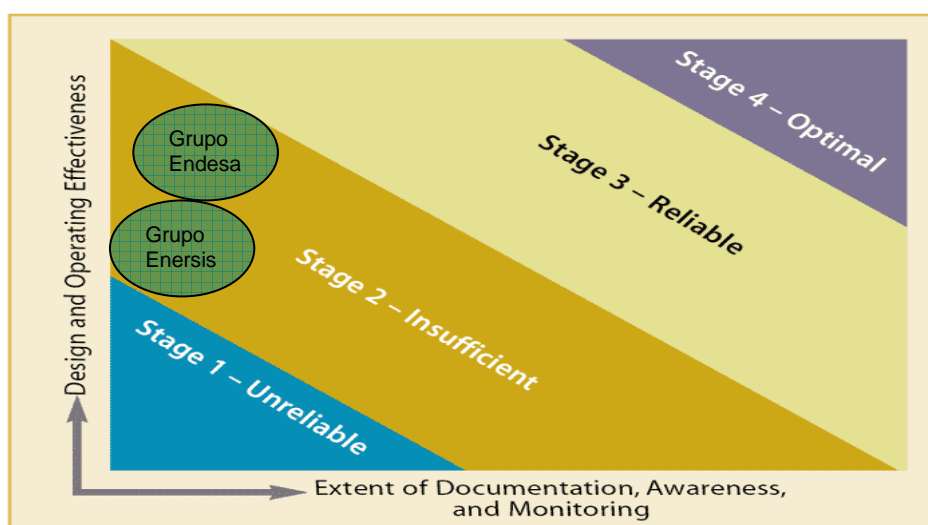 Design and Operating Effectiveness
Grupo
Endesa
Grupo
Enersis
Stage 1 – Unreliable
Stage 2 – Insufficient
Stage 3 – Reliable
Stage 4 – Optimal
Extent of Documentation, Awareness,
and Monitoring